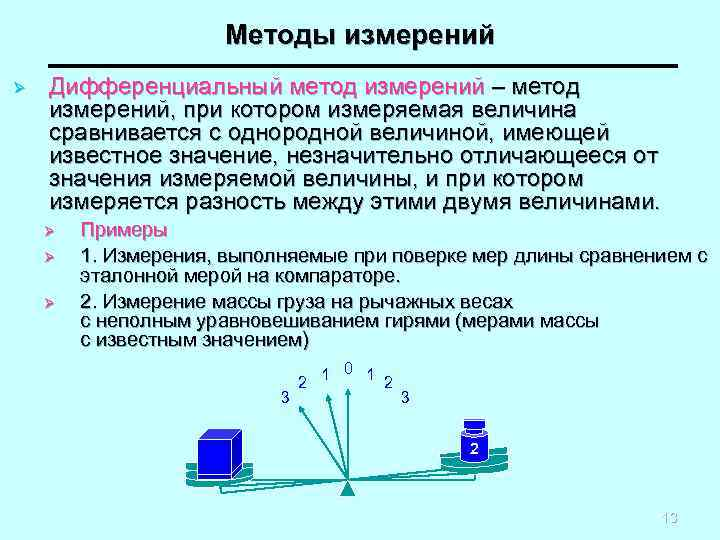 Методы измерений
Дифференциальный метод измерений – метод
измерений, при котором измеряемая величина
сравнивается с однородной величиной, имеющей
известное значение, незначительно отличающееся от
значения измеряемой величины, и при котором
измеряется разность между этими двумя величинами.
Примеры
1. Измерения, выполняемые при поверке мер длины сравнением с
эталонной мерой на компараторе.
2. Измерение массы груза на рычажных весах
с неполным уравновешиванием гирями (мерами массы
с известным значением)
3 2 1 0 1 2 3
2
13